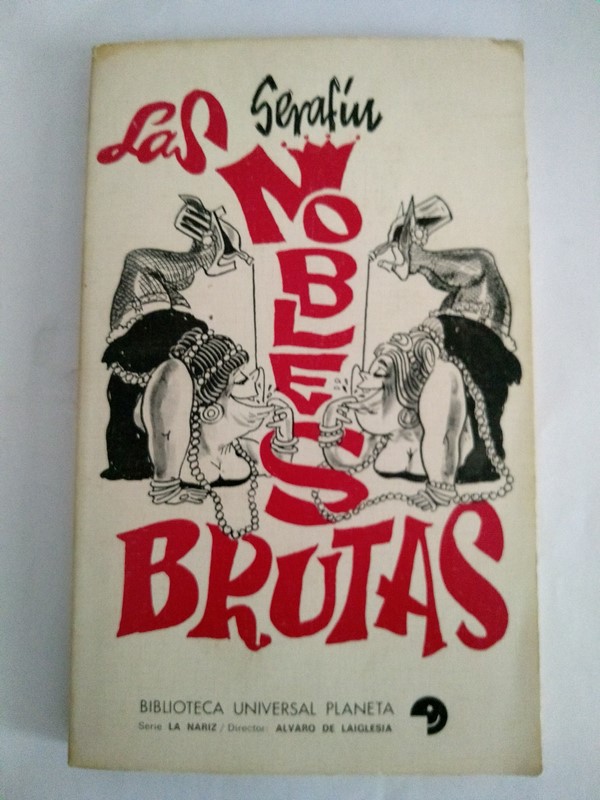 Serafín
Las
NOBLES
BRUTAS
BIBLIOTECA UNIVERSAL PLANETA
Serie LA NARIZ / Director: ALVARO DE LAIGLESIA